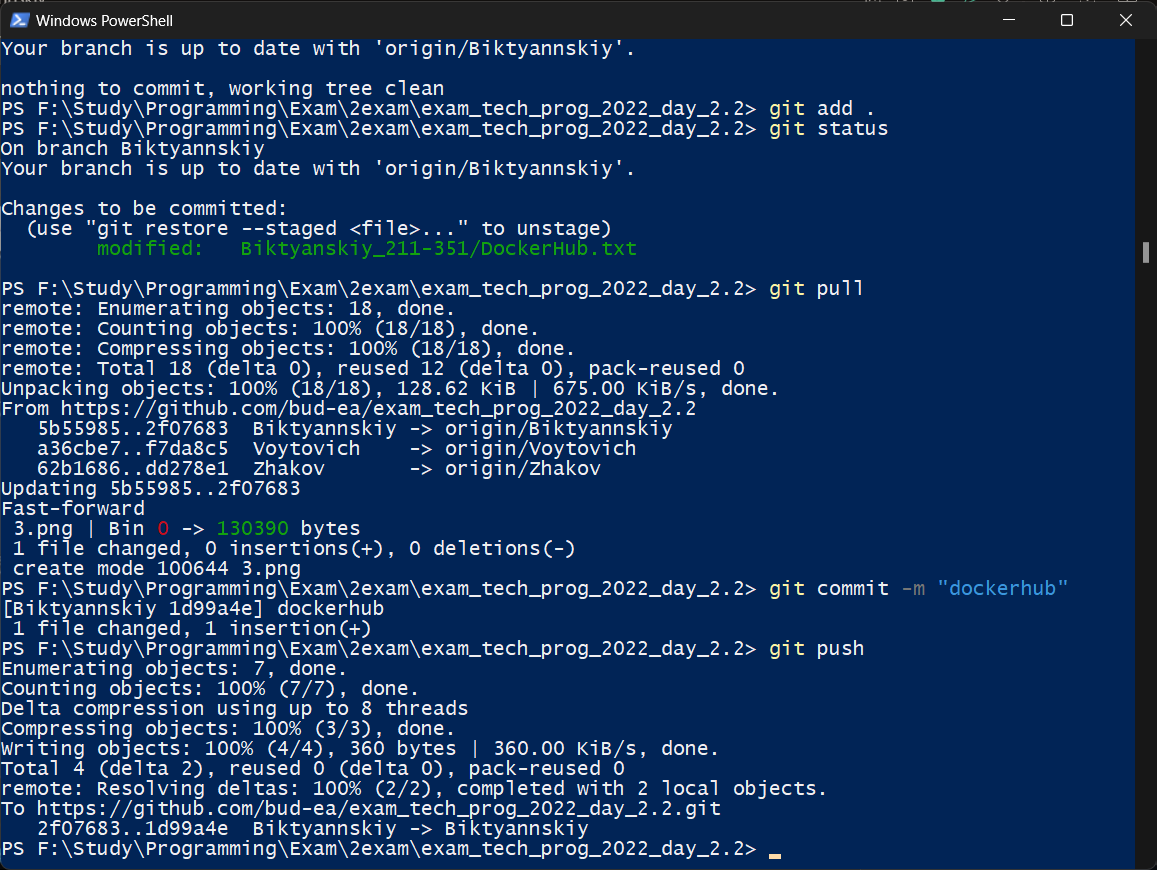 Windows PowerShell
Your branch is up to date with 'origin/Biktyannskiy'.
nothing to commit, working tree clean
PS F:\Study\Programming\Exam\2exam\exam_tech_prog_2022_day_2.2> git add .
PS F:\Study\Programming\Exam\2exam\exam_tech_prog_2022_day_2.2> git status
On branch Biktyannskiy
Your branch is up to date with 'origin/Biktyannskiy'.
Changes to be committed:
  (use "git restore --staged <file>..." to unstage)
        modified:   Biktyanskiy_211-351/DockerHub.txt
PS F:\Study\Programming\Exam\2exam\exam_tech_prog_2022_day_2.2> git pull
remote: Enumerating objects: 18, done.
remote: Counting objects: 100% (18/18), done.
remote: Compressing objects: 100% (18/18), done.
remote: Total 18 (delta 0), reused 12 (delta 0), pack-reused 0
Unpacking objects: 100% (18/18), 128.62 KiB | 675.00 KiB/s, done.
From https://github.com/bud-ea/exam_tech_prog_2022_day_2.2
   5b55985..2f07683  Biktyannskiy -> origin/Biktyannskiy
   a36cbe7..f7da8c5  Voytovich    -> origin/Voytovich
   62b1686..dd278e1  Zhakov       -> origin/Zhakov
Updating 5b55985..2f07683
Fast-forward
 3.png | Bin 0 -> 130390 bytes
 1 file changed, 0 insertions(+), 0 deletions(-)
 create mode 100644 3.png
PS F:\Study\Programming\Exam\2exam\exam_tech_prog_2022_day_2.2> git commit -m "dockerhub"
[Biktyannskiy 1d99a4e] dockerhub
 1 file changed, 1 insertion(+)
PS F:\Study\Programming\Exam\2exam\exam_tech_prog_2022_day_2.2> git push
Enumerating objects: 7, done.
Counting objects: 100% (7/7), done.
Delta compression using up to 8 threads
Compressing objects: 100% (3/3), done.
Writing objects: 100% (4/4), 360 bytes | 360.00 KiB/s, done.
Total 4 (delta 2), reused 0 (delta 0), pack-reused 0
remote: Resolving deltas: 100% (2/2), completed with 2 local objects.
To https://github.com/bud-ea/exam_tech_prog_2022_day_2.2.git
   2f07683..1d99a4e  Biktyannskiy -> Biktyannskiy
PS F:\Study\Programming\Exam\2exam\exam_tech_prog_2022_day_2.2>